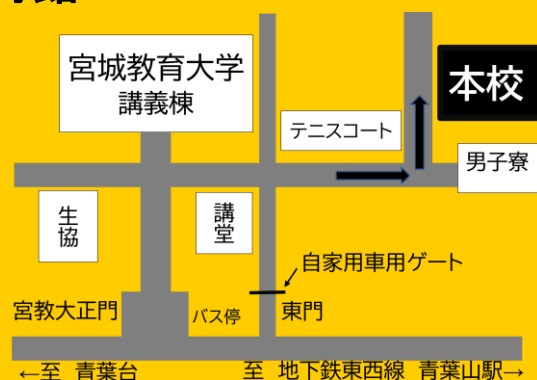 宮城教育大学
講義棟
本校
テニスコート
男子寮
生
協
講
堂
自家用車用ゲート
宮教大正門
バス停
東門
←至 青葉台
至 地下鉄東西線 青葉山駅→